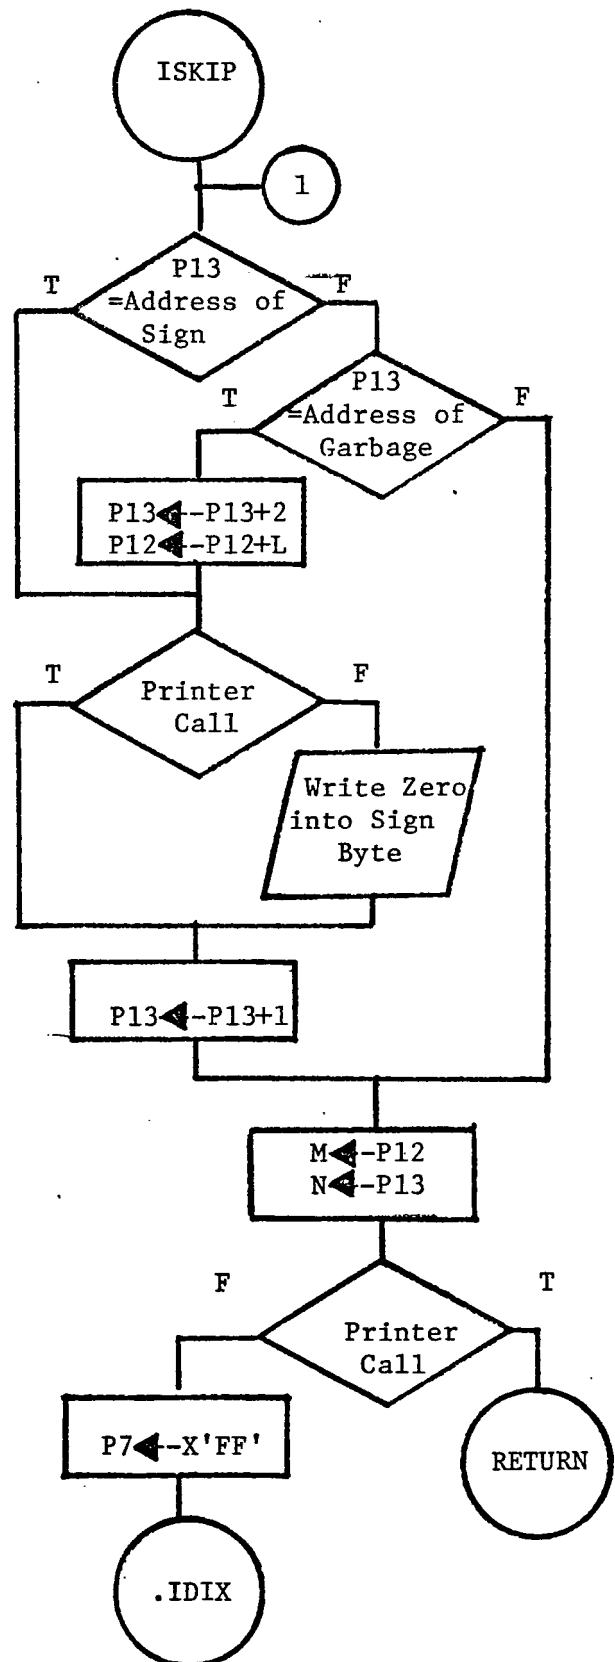 ISKIP
1
P13
T
F
=Address of
Sign
P13
T
F
=Address of
Garbage
P13◄-P13+2
P12◄-P12+L
T
F
Printer
Call
Write Zero
into Sign
Byte
P13◄-P13+1
M◄-P12
N◄-P13
F
T
Printer
Call
P7◄-X'FF'
RETURN
.IDIX